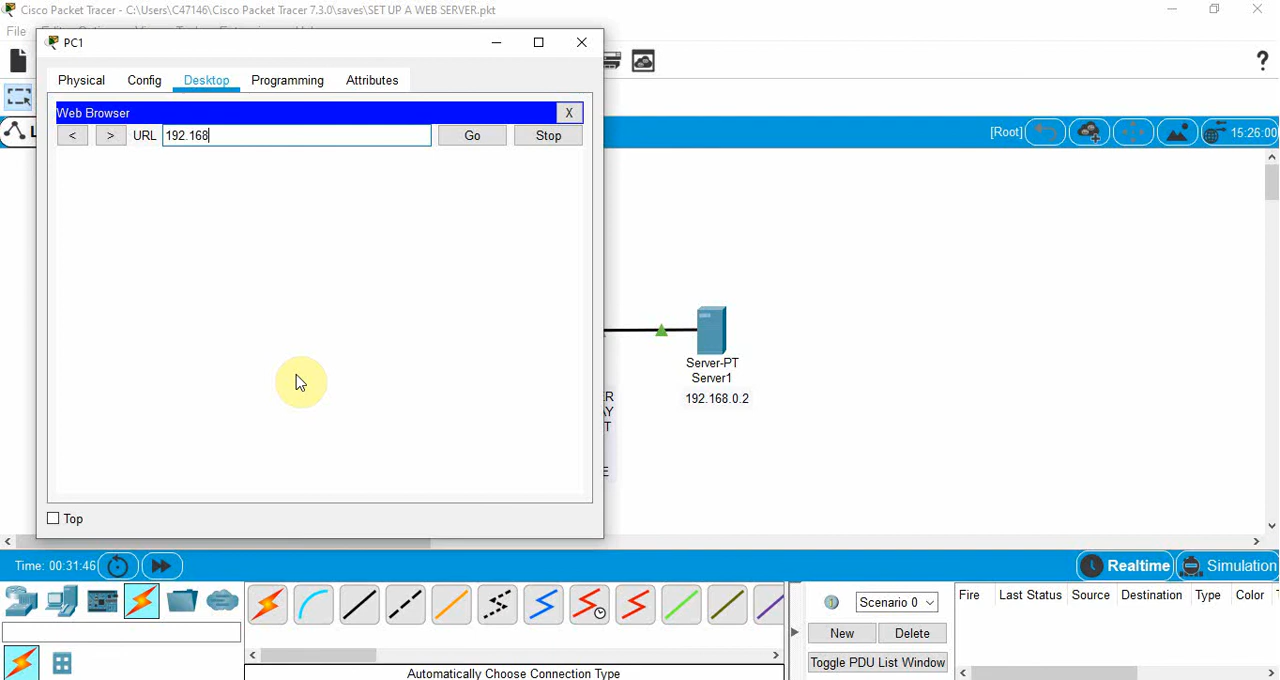 Cisco Packet Tracer - C:\Users\C47146\Cisco Packet Tracer 7.3.0\saves\SET UP A WEB SERVER.pkt
File
PC1
?
Physical Config Desktop Programming Attributes
Web Browser X
< > URL 192.168 Go Stop
L
[Root] 15:26:00
Server-PT
Server1
192.168.0.2
R
AY
T
E
Top
Time: 00:31:46 Realtime Simulation
Scenario 0
Fire Last Status Source Destination Type Color T
New Delete
Toggle PDU List Window
Automatically Choose Connection Type